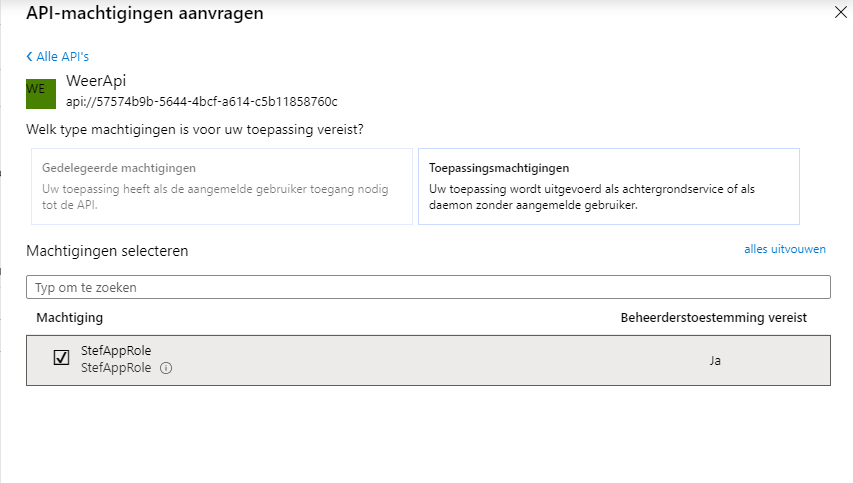 API-machtigingen aanvragen
Alle API's
WE
WeerApi
api://57574b9b-5644-4bcf-a614-c5b11858760c
Welk type machtigingen is voor uw toepassing vereist?
Gedelegeerde machtigingen
Uw toepassing heeft als de aangemelde gebruiker toegang nodig
tot de API.
Toepassingsmachtigingen
Uw toepassing wordt uitgevoerd als achtergrondservice of als
daemon zonder aangemelde gebruiker.
Machtigingen selecteren
alles uitvouwen
Typ om te zoeken
Machtiging
Beheerderstoestemming vereist
StefAppRole
StefAppRole
Ja